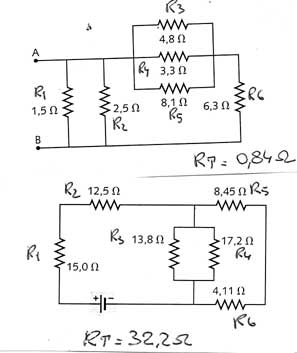 R3
4,8 Ω
A
R4 3,3 Ω
R1
1,5 Ω
2,5 Ω
R2
8,1 Ω
R5
6,3 Ω
R6
B
RT = 0,84 Ω
R2 12,5 Ω
8,45 Ω R5
R3 13,8 Ω
17,2 Ω
R4
R1
15,0 Ω
+ -
4,11 Ω
R6
RT = 32,2 Ω